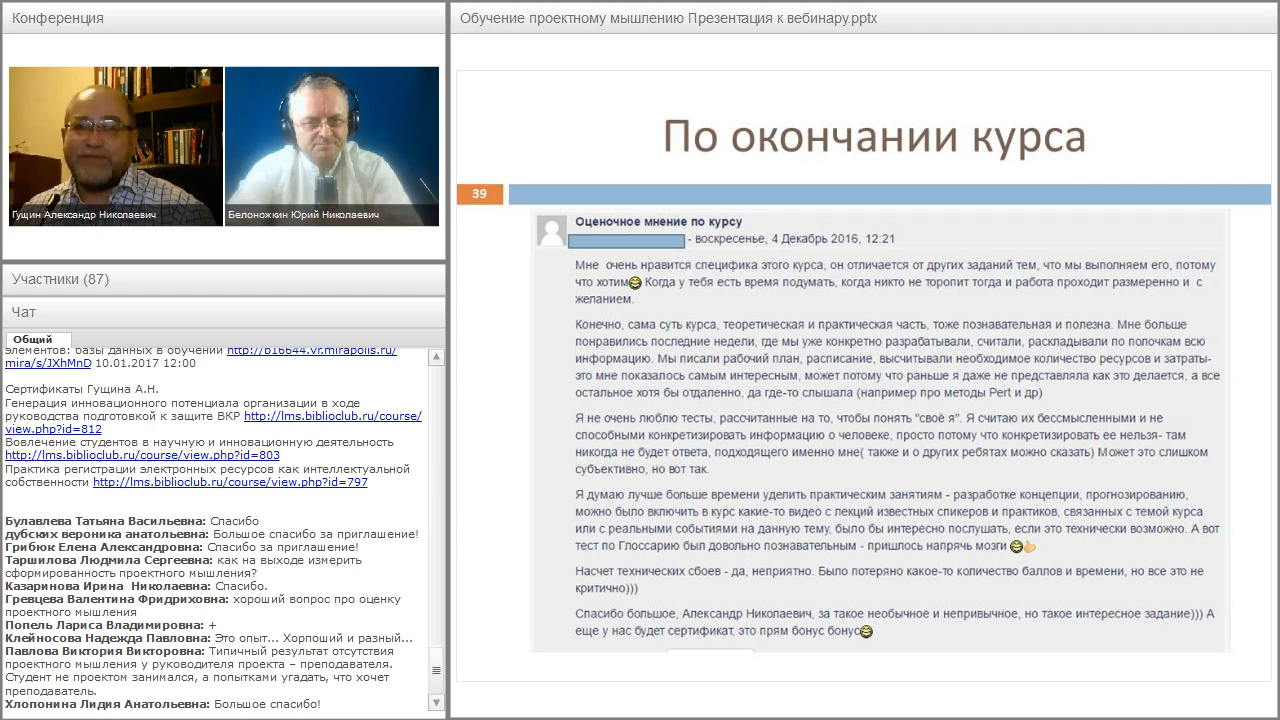 Конференция
Гущин Александр Николаевич
Белоножкин Юрий Николаевич
Участники (87)
Чат
Общий
элементов: базы данных в обучении http://b16644.vr.mirapolis.ru/
mira/s/JXhMnD 10.01.2017 12:00
Сертификаты Гущина А.Н.
Генерация инновационного потенциала организации в ходе
руководства подготовкой к защите ВКР http://lms.biblioclub.ru/course/
view.php?id=812
Вовлечение студентов в научную и инновационную деятельность
http://lms.biblioclub.ru/course/view.php?id=803
Практика регистрации электронных ресурсов как интеллектуальной
собственности http://lms.biblioclub.ru/course/view.php?id=797
Булавлева Татьяна Васильевна: Спасибо
дубских вероника анатольевна: Большое спасибо за приглашение!
Грибюк Елена Александровна: Спасибо за приглашение!
Таршилова Людмила Сергеевна: как на выходе измерить
сформированность проектного мышления?
Казаринова Ирина  Николаевна: Спасибо.
Гревцева Валентина Фридриховна: хороший вопрос про оценку
проектного мышления
Попель Лариса Владимировна: +
Клейносова Надежда Павловна: Это опыт... Хорпоший и разный...
Павлова Виктория Викторовна: Типичный результат отсутствия
проектного мышления у руководителя проекта – преподавателя.
Студент не проектом занимался, а попытками угадать, что хочет
преподаватель.
Хлопонина Лидия Анатольевна: Большое спасибо!
Обучение проектному мышлению Презентация к вебинару.pptx
По окончании курса
39
Оценочное мнение по курсу
- воскресенье, 4 Декабрь 2016, 12:21
Мне  очень нравится специфика этого курса, он отличается от других заданий тем, что мы выполняем его, потому
что хотим Когда у тебя есть время подумать, когда никто не торопит тогда и работа проходит размеренно и  с
желанием.
Конечно, сама суть курса, теоретическая и практическая часть, тоже познавательная и полезна. Мне больше
понравились последние недели, где мы уже конкретно разрабатывали, считали, раскладывали по полочкам всю
информацию. Мы писали рабочий план, расписание, высчитывали необходимое количество ресурсов и затраты-
это мне показалось самым интересным, может потому что раньше я даже не представляла как это делается, а все
остальное хотя бы отдаленно, да где-то слышала (например про методы Pert и др)
Я не очень люблю тесты, рассчитанные на то, чтобы понять "своё я". Я считаю их бессмысленными и не
способными конкретизировать информацию о человеке, просто потому что конкретизировать ее нельзя- там
никогда не будет ответа, подходящего именно мне( также и о других ребятах можно сказать) Может это слишком
субъективно, но вот так.
Я думаю лучше больше времени уделить практическим занятиям - разработке концепции, прогнозированию,
можно было включить в курс какие-то видео с лекций известных спикеров и практиков, связанных с темой курса
или с реальными событиями на данную тему, было бы интересно послушать, если это технически возможно. А вот
тест по Глоссарию был довольно познавательным - пришлось напрячь мозги
Насчет технических сбоев - да, неприятно. Было потеряно какое-то количество баллов и времени, но все это не
критично)))
Спасибо большое, Александр Николаевич, за такое необычное и непривычное, но такое интересное задание))) А
еще у нас будет сертификат, это прям бонус бонус